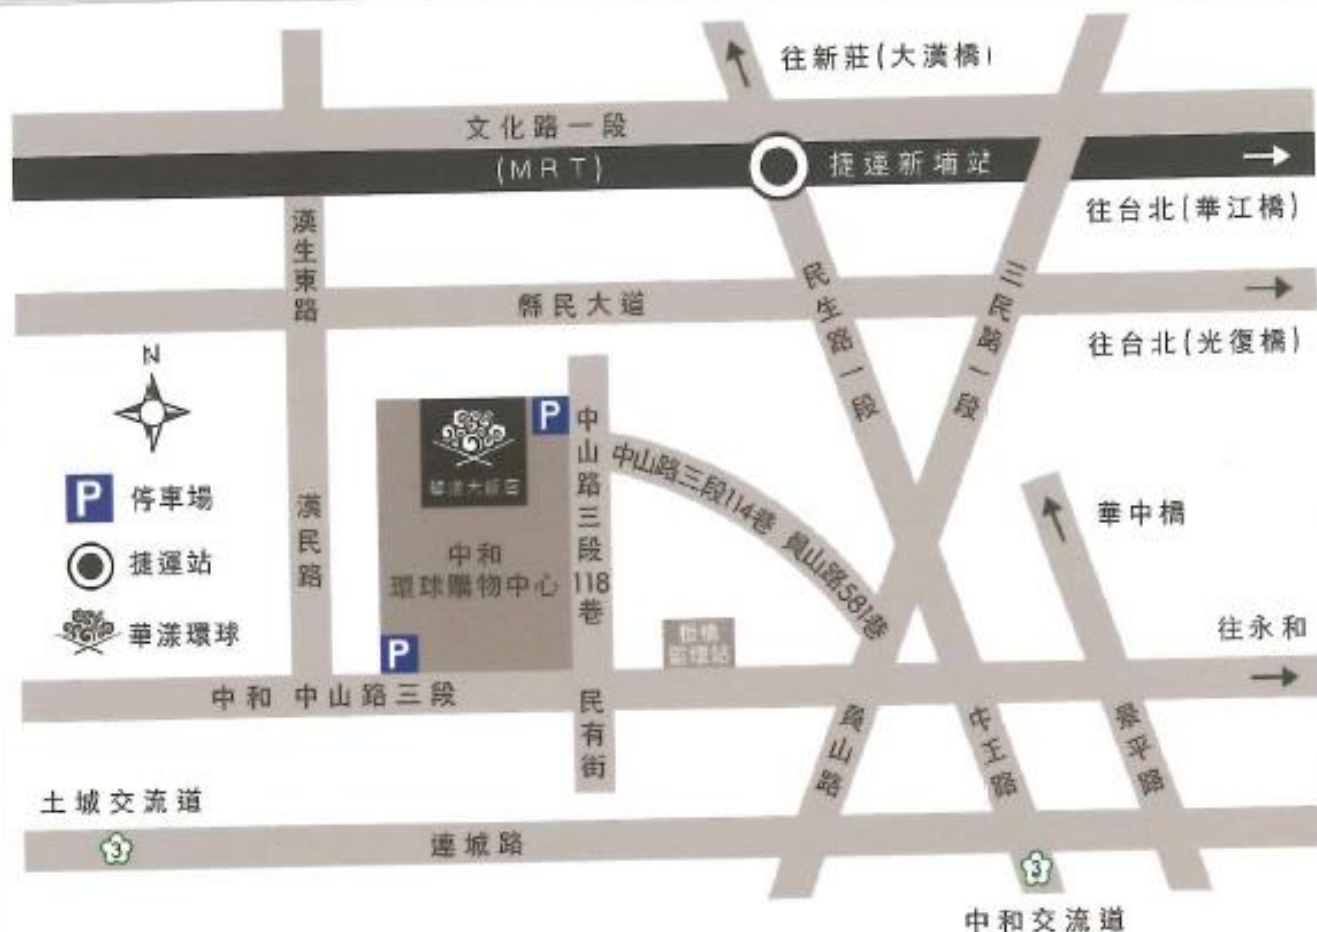 往新莊(大漢橋)
文化路一段
(MRT)
捷運新埔站
往台北(華江橋)
漢生東路
縣民大道
民生路一段
三民路一段
往台北(光復橋)
N
P
停車場
捷運站
華漾環球
漢民路
P
華漾大飯店
中和
環球購物中心
P
中山路三段118巷
中山路三段114巷 員山路581巷
華中橋
板橋
監理站
往永和
中和 中山路三段
民有街
員山路
中正路
景平路
土城交流道
3
連城路
3
中和交流道